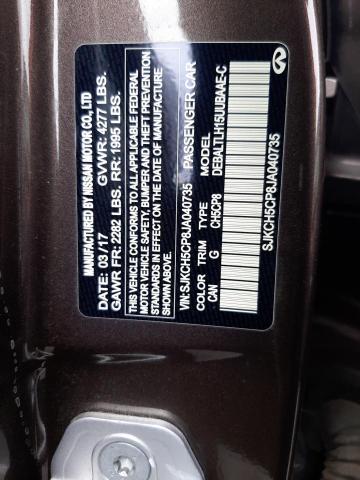 MANUFACTURED BY NISSAN MOTOR CO., LTD
DATE: 03/17 GVWR: 4277 LBS.
GAWR FR: 2282 LBS. RR: 1995 LBS.
THIS VEHICLE CONFORMS TO ALL APPLICABLE FEDERAL
MOTOR VEHICLE SAFETY, BUMPER AND THEFT PREVENTION
STANDARDS IN EFFECT ON THE DATE OF MANUFACTURE
SHOWN ABOVE.
VIN: SJKCH5CP8JA040735 PASSENGER CAR
COLOR TRIM TYPE MODEL
CAN G CH5CP8 DEBALTLH15UUBAAE-C
SJKCH5CP8JA040735